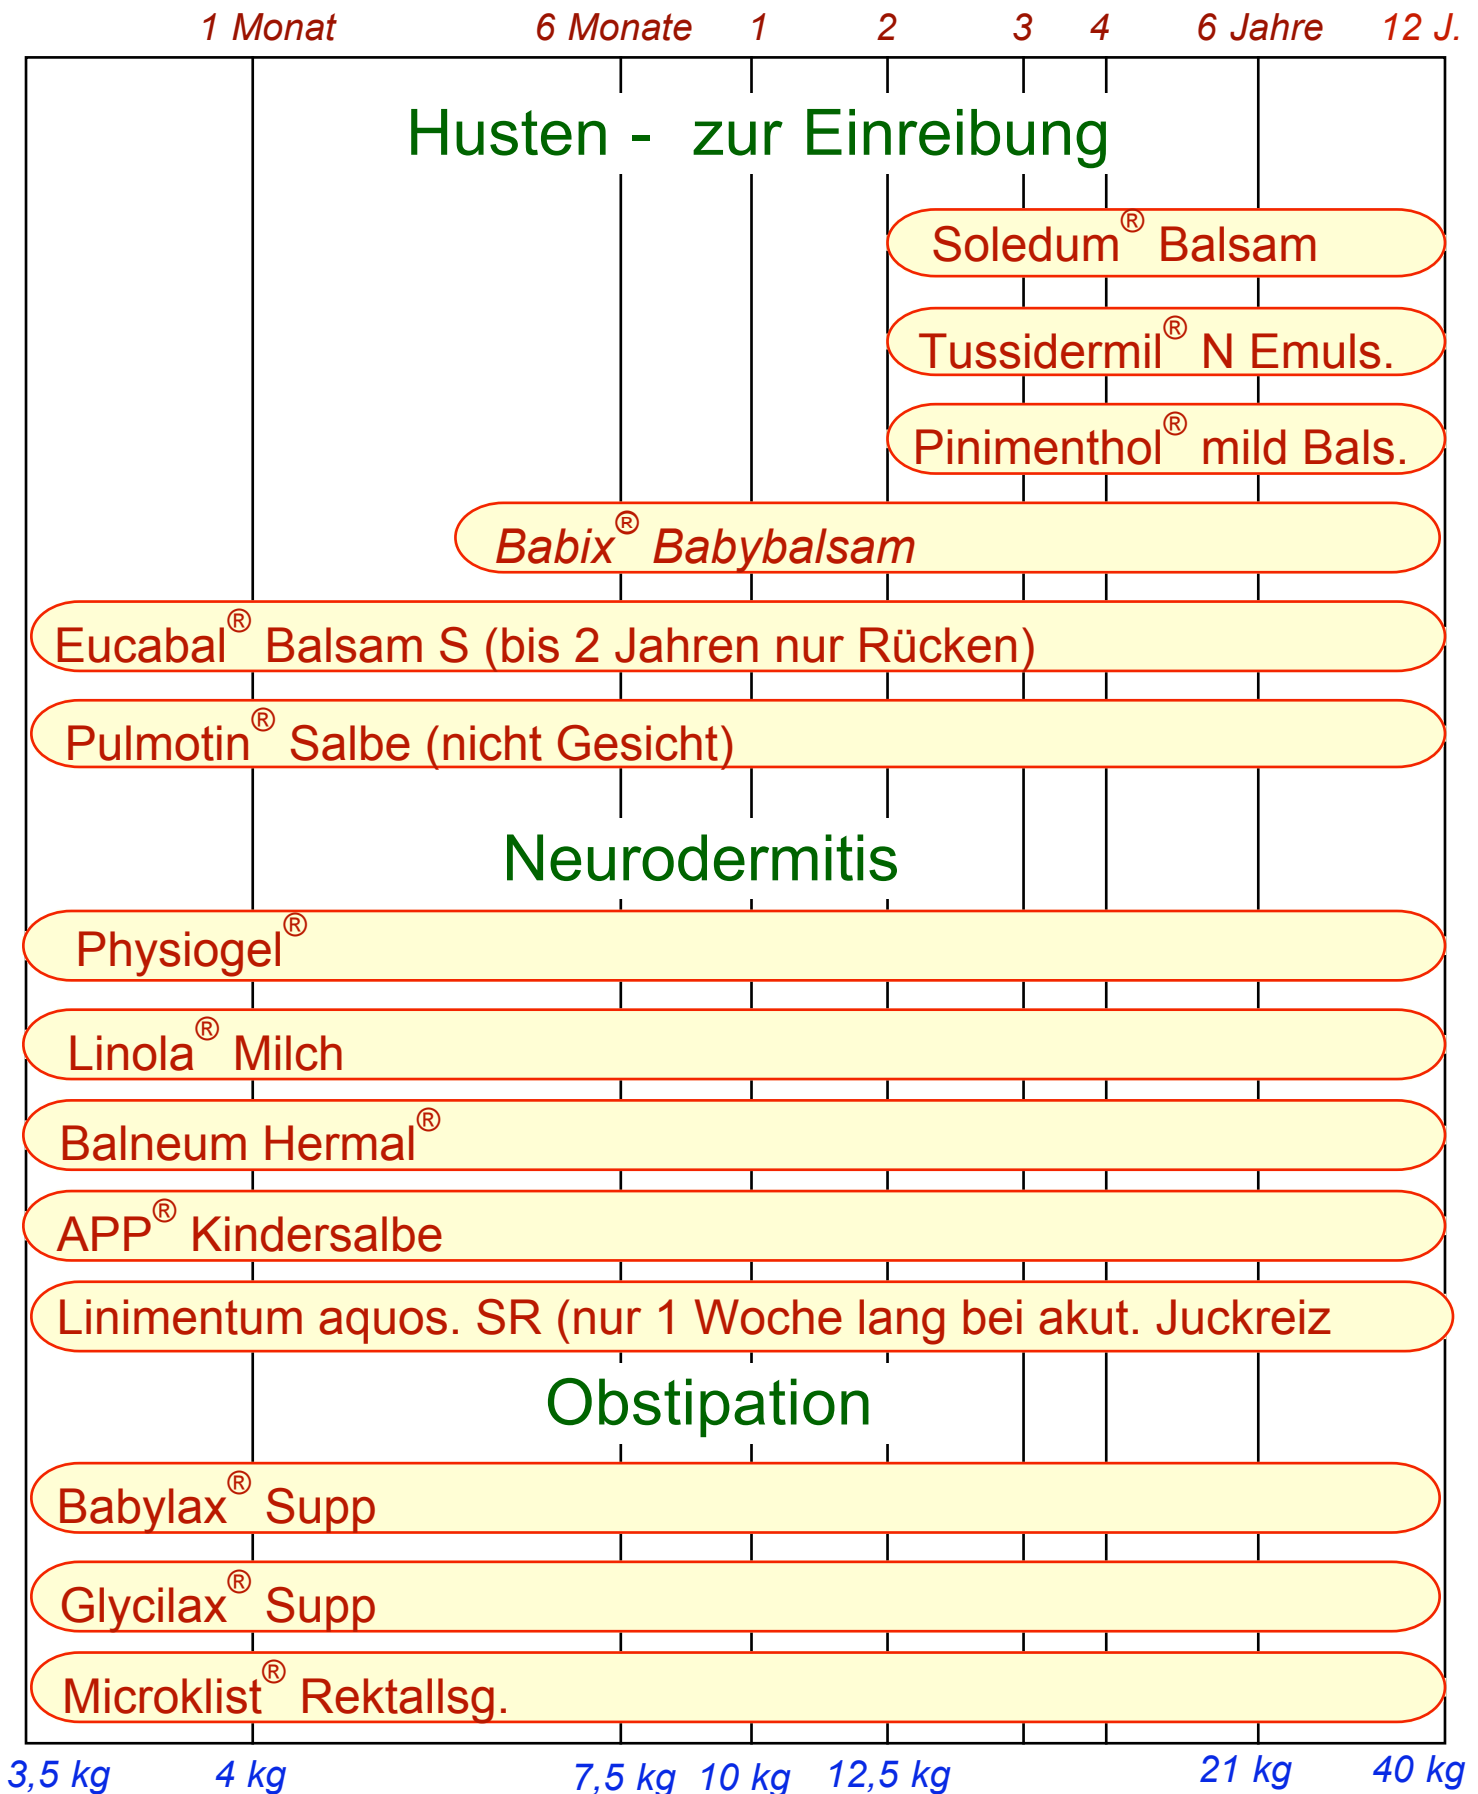 1 Monat 6 Monate 1 2 3 4 6 Jahre 12 J.
Husten - zur Einreibung
Soledum® Balsam
Tussidermil® N Emuls.
Pinimenthol® mild Bals.
Babix® Babybalsam
Eucabal® Balsam S (bis 2 Jahren nur Rücken)
Pulmotin® Salbe (nicht Gesicht)
Neurodermitis
Physiogel®
Linola® Milch
Balneum Hermal®
APP® Kindersalbe
Linimentum aquos. SR (nur 1 Woche lang bei akut. Juckreiz
Obstipation
Babylax® Supp
Glycilax® Supp
Microklist® Rektallsg.
3,5 kg 4 kg 7,5 kg 10 kg 12,5 kg 21 kg 40 kg